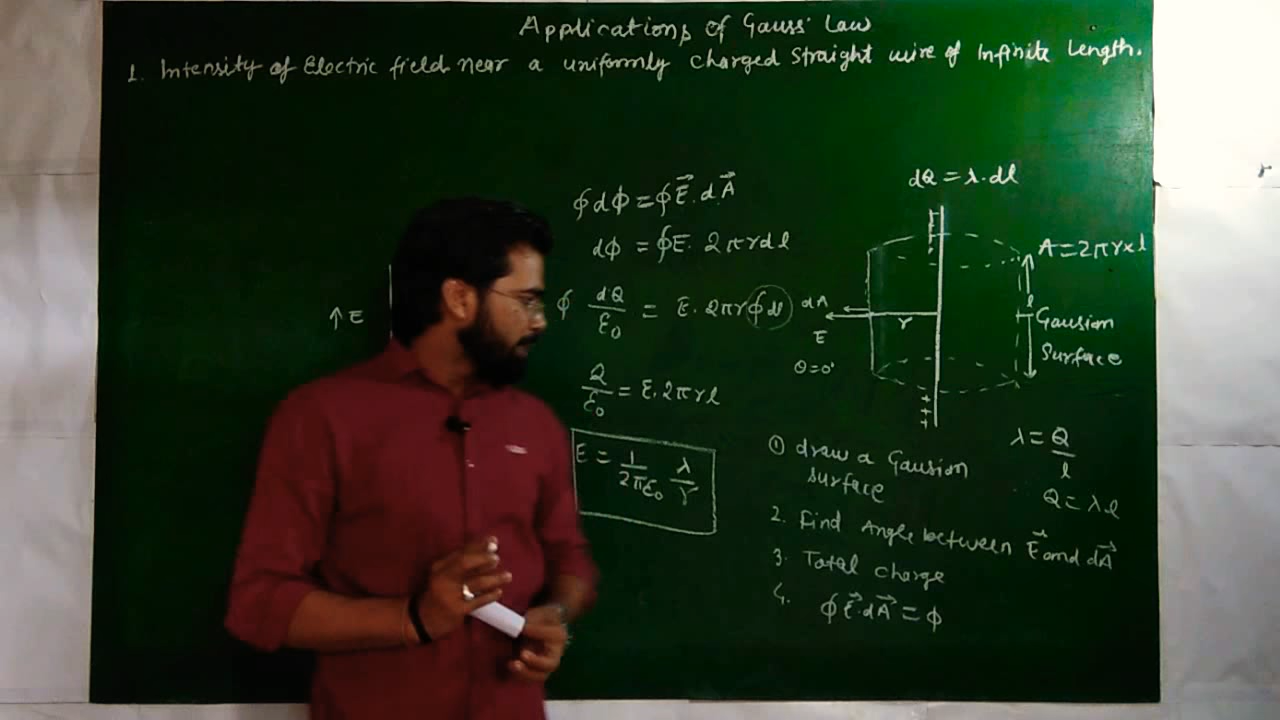 Applications of Gauss' Law
1. Intensity of Electric field near a uniformly charged straight wire of Infinite Length.
∮dϕ = ∮E⃗.dA⃗
dϕ = ∮E. 2πrdl
∮ dQ/ε₀ = E. 2πr∮dl
Q/ε₀ = E.2πrl
E = 1/2πε₀ λ/r
↑E
dQ = λ.dl
A = 2πr×l
dA
E
θ=0°
r
l
Gausion
Surface
λ = Q/l
Q = λl
① draw a Gausion
surface
2. Find Angle between E⃗ and dA⃗
3. Total charge
4. ∮E⃗.dA⃗ = ϕ